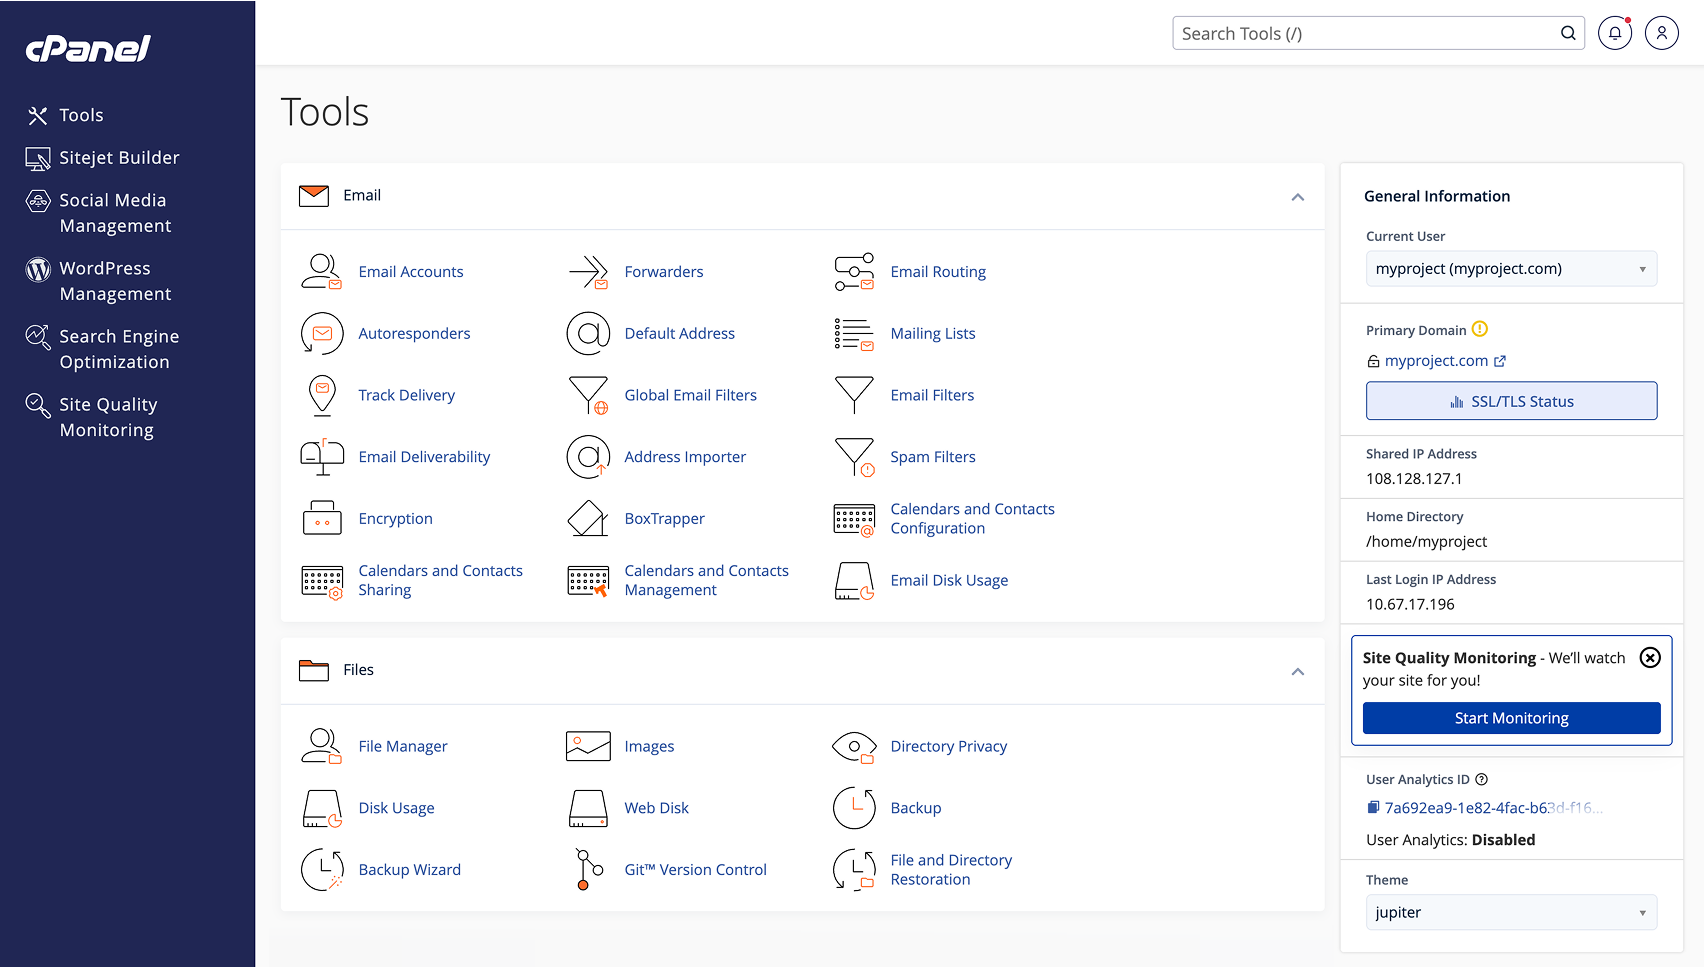 cPanel
Search Tools (/)
Tools
Sitejet Builder
Social Media
Management
WordPress
Management
Search Engine
Optimization
Site Quality
Monitoring
Tools
Email
Email Accounts
Forwarders
Email Routing
Autoresponders
Default Address
Mailing Lists
Track Delivery
Global Email Filters
Email Filters
Email Deliverability
Address Importer
Spam Filters
Encryption
BoxTrapper
Calendars and Contacts
Configuration
Calendars and Contacts
Sharing
Calendars and Contacts
Management
Email Disk Usage
Files
File Manager
Images
Directory Privacy
Disk Usage
Web Disk
Backup
Backup Wizard
Git™ Version Control
File and Directory
Restoration
General Information
Current User
myproject (myproject.com)
Primary Domain
myproject.com
SSL/TLS Status
Shared IP Address
108.128.127.1
Home Directory
/home/myproject
Last Login IP Address
10.67.17.196
Site Quality Monitoring - We’ll watch
your site for you!
Start Monitoring
User Analytics ID
7a692ea9-1e82-4fac-b63d-f16...
User Analytics: Disabled
Theme
jupiter